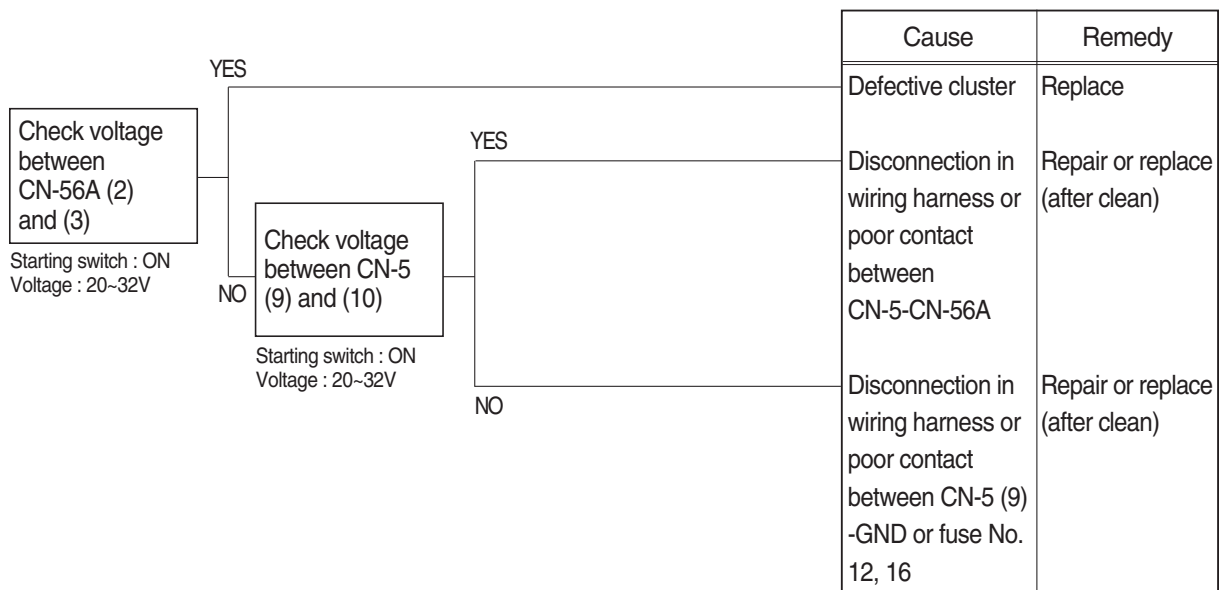 Cause
Remedy
YES
Defective cluster
Replace
Check voltage
between
CN-56A (2)
and (3)
Starting switch : ON
Voltage : 20~32V
YES
Disconnection in
wiring harness or
poor contact
between
CN-5-CN-56A
Repair or replace
(after clean)
NO
Check voltage
between CN-5
(9) and (10)
Starting switch : ON
Voltage : 20~32V
NO
Disconnection in
wiring harness or
poor contact
between CN-5 (9)
-GND or fuse No.
12, 16
Repair or replace
(after clean)